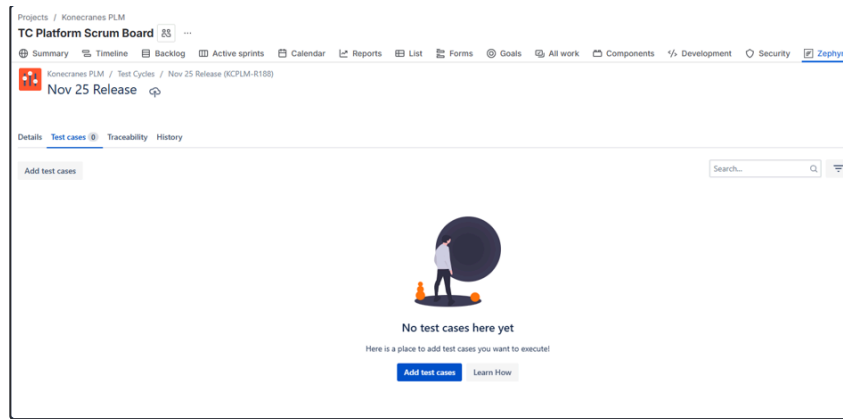 Projects / Konecranes PLM
TC Platform Scrum Board ...
Summary Timeline Backlog Active sprints Calendar Reports List Forms Goals All work Components Development Security Zephyr
Konecranes PLM / Test Cycles / Nov 25 Release (KCPLM-R188)
Nov 25 Release
Details Test cases 0 Traceability History
Add test cases Search...
No test cases here yet
Here is a place to add test cases you want to execute!
Add test cases Learn How